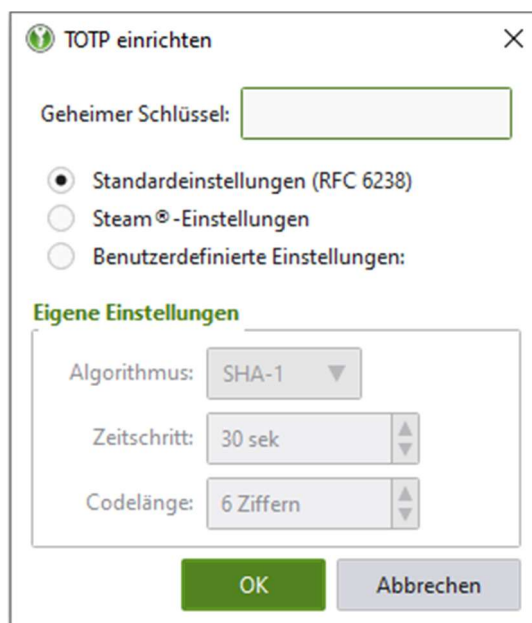 TOTP einrichten
Geheimer Schlüssel:
Standardeinstellungen (RFC 6238)
Steam®-Einstellungen
Benutzerdefinierte Einstellungen:
Eigene Einstellungen
Algorithmus: SHA-1
Zeitschritt: 30 sek
Codelänge: 6 Ziffern
OK Abbrechen